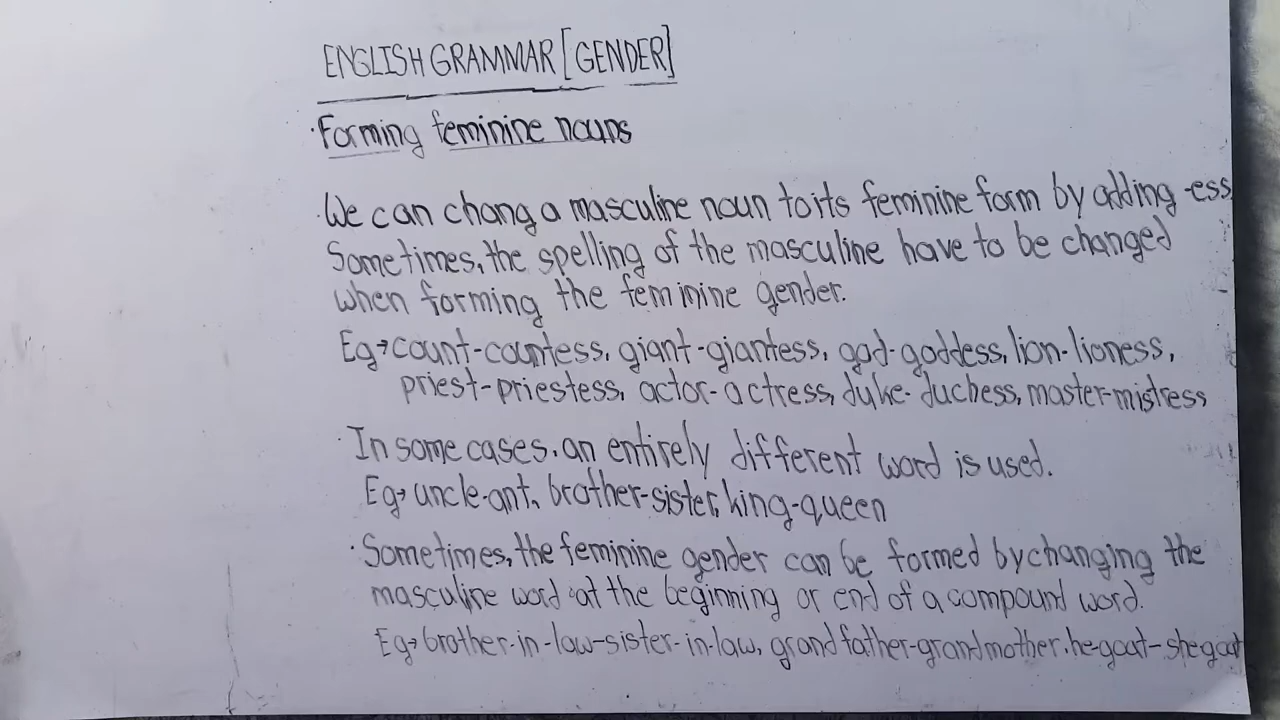 ENGLISH GRAMMAR [GENDER]
·Forming feminine nouns
·We can chang a masculine noun to its feminine form by adding -ess
Sometimes, the spelling of the masculine have to be changed
when forming the feminine gender.
Eg→count-countess, giant-giantess, god-goddess, lion-lioness,
priest-priestess, actor-actress, duke-duchess, master-mistress
·In some cases, an entirely different word is used.
Eg→uncle-ant, brother-sister, king-queen
·Sometimes, the feminine gender can be formed by changing the
masculine word at the beginning or end of a compound word.
Eg→brother-in-law-sister-in-law, grandfather-grandmother, he-goat-she goat